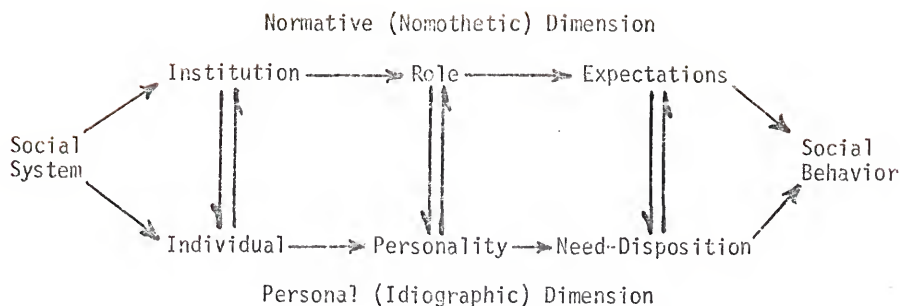 Normative (Nomothetic) Dimension
Institution Role Expectations
Social
System
Social
Behavior
Individual Personality Need-Disposition
Personal (Idiographic) Dimension